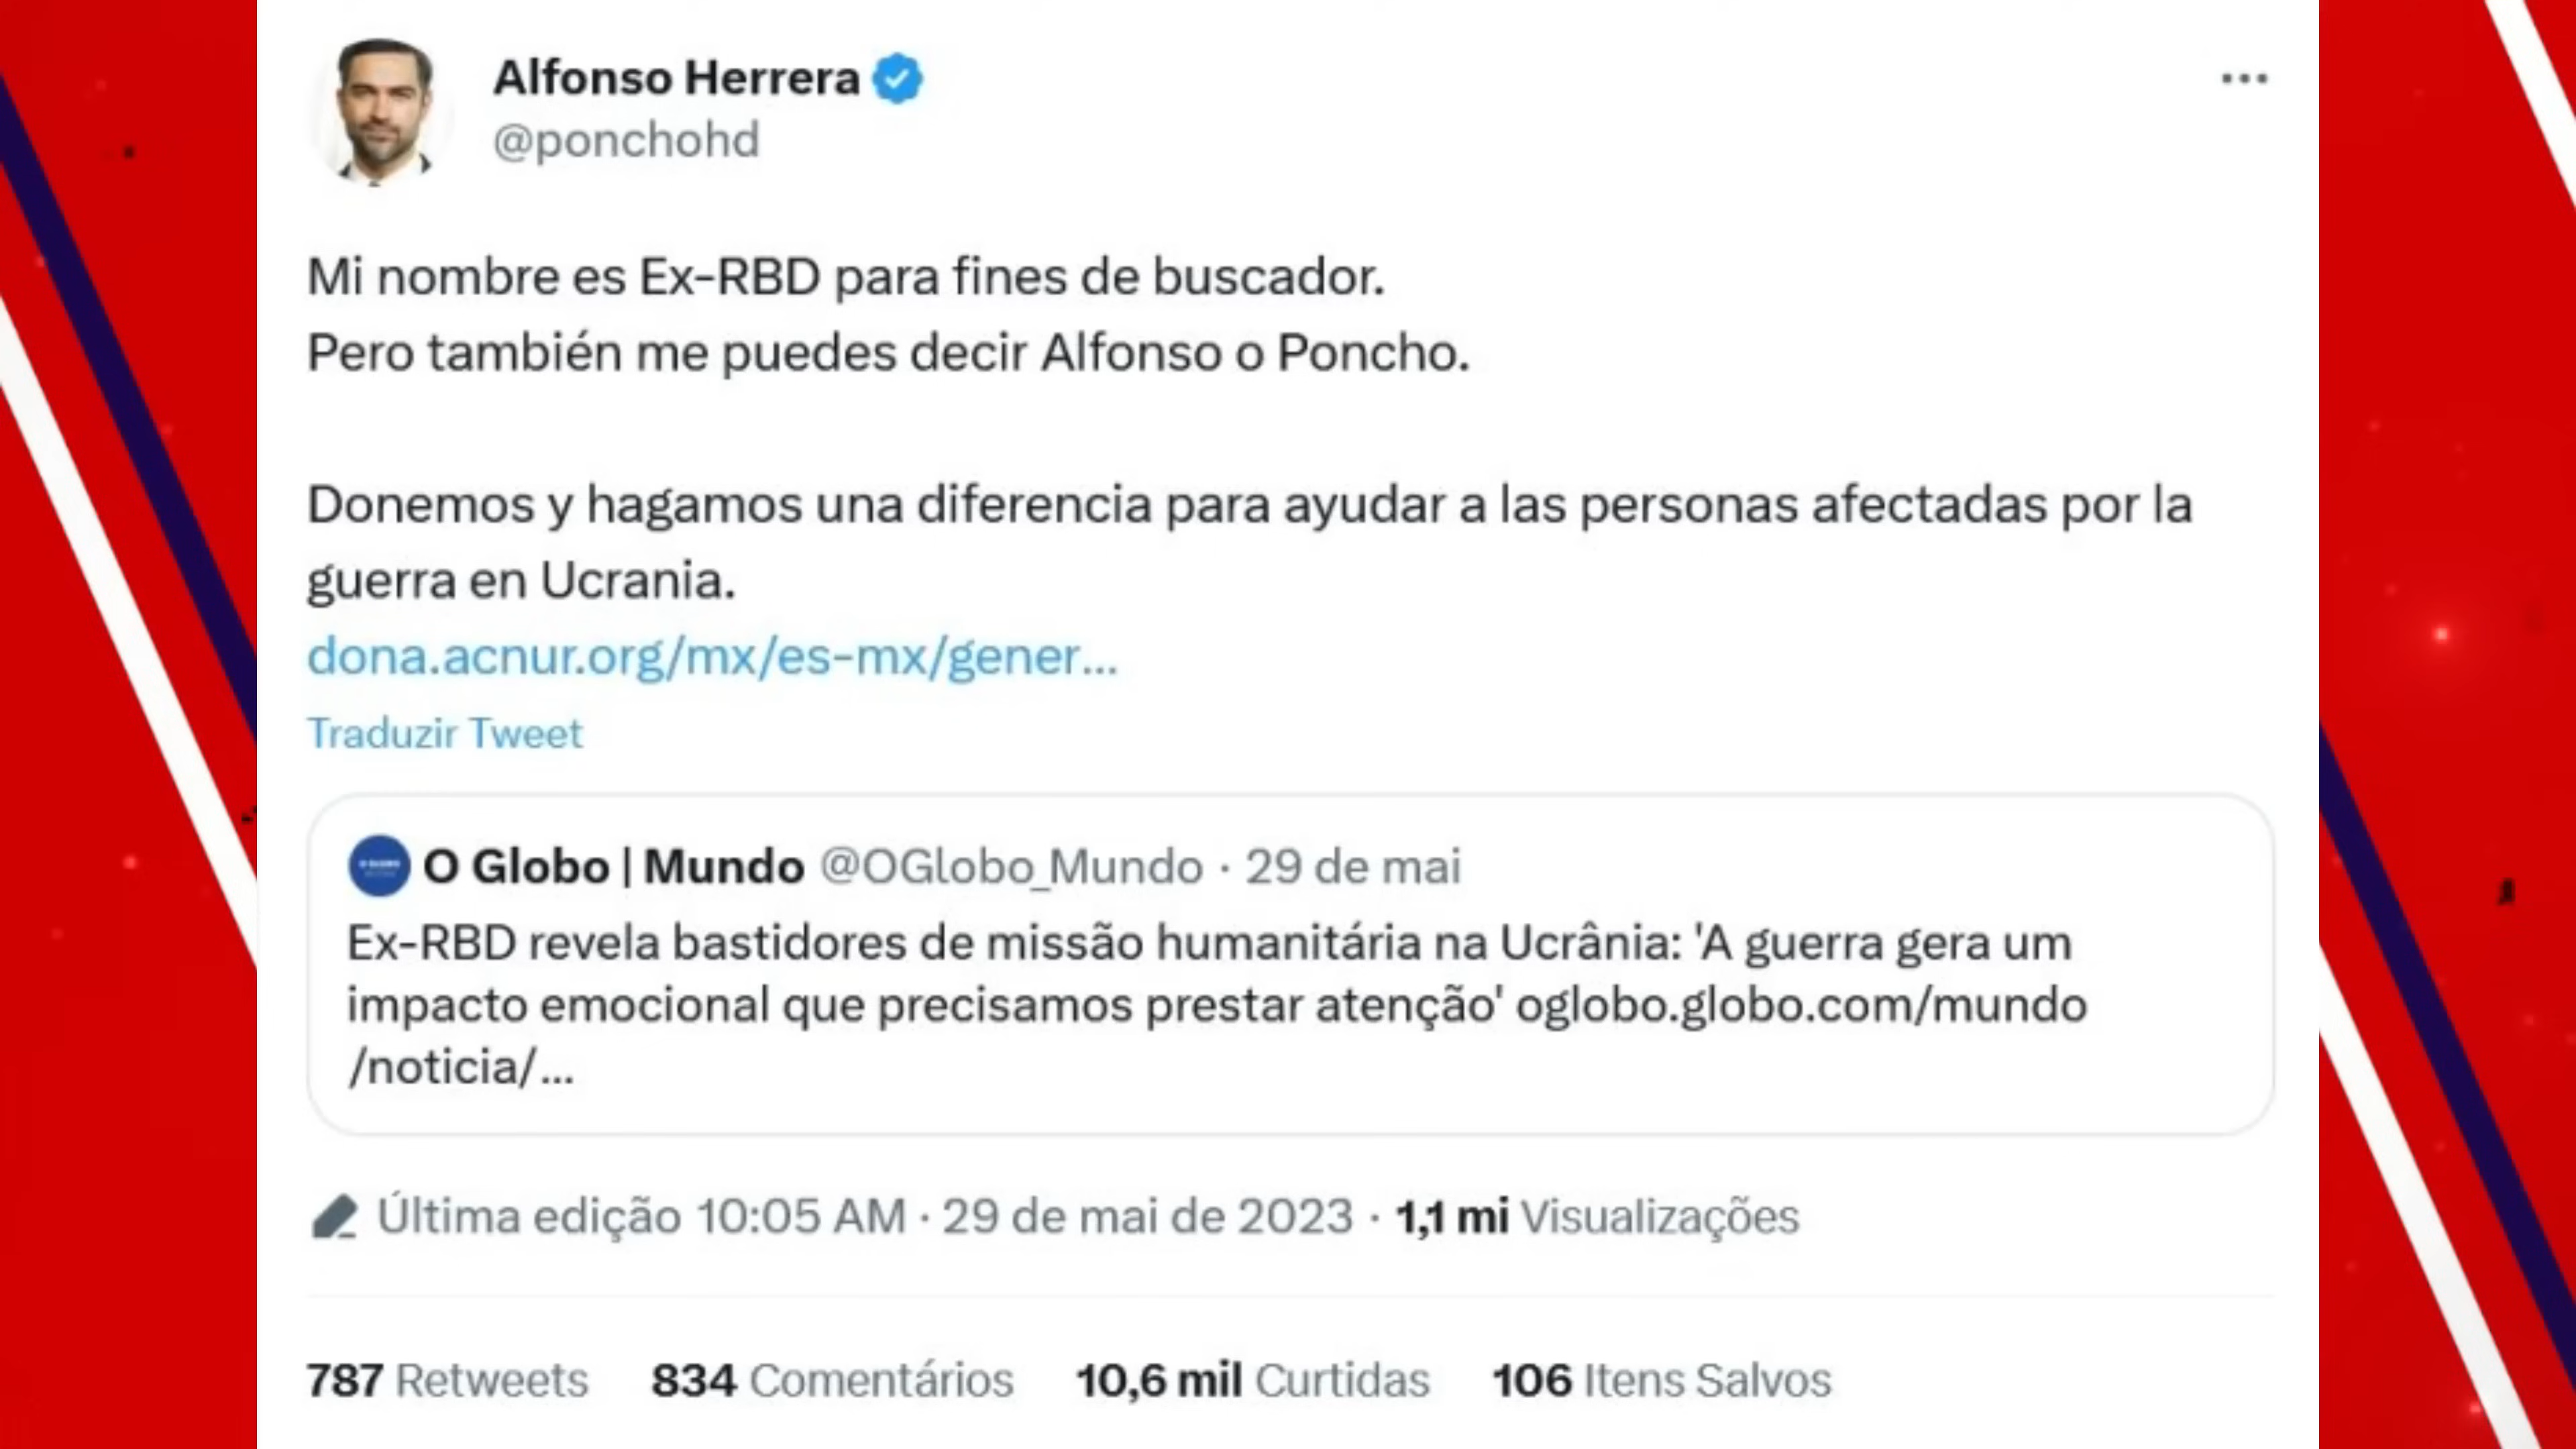 Alfonso Herrera
@ponchohd
Mi nombre es Ex-RBD para fines de buscador.
Pero también me puedes decir Alfonso o Poncho.
Donemos y hagamos una diferencia para ayudar a las personas afectadas por la
guerra en Ucrania.
dona.acnur.org/mx/es-mx/gener...
Traduzir Tweet
O Globo | Mundo @OGlobo_Mundo · 29 de mai
Ex-RBD revela bastidores de missão humanitária na Ucrânia: 'A guerra gera um
impacto emocional que precisamos prestar atenção' oglobo.globo.com/mundo
/noticia/...
Última edição 10:05 AM · 29 de mai de 2023 · 1,1 mi Visualizações
787 Retweets 834 Comentários 10,6 mil Curtidas 106 Itens Salvos